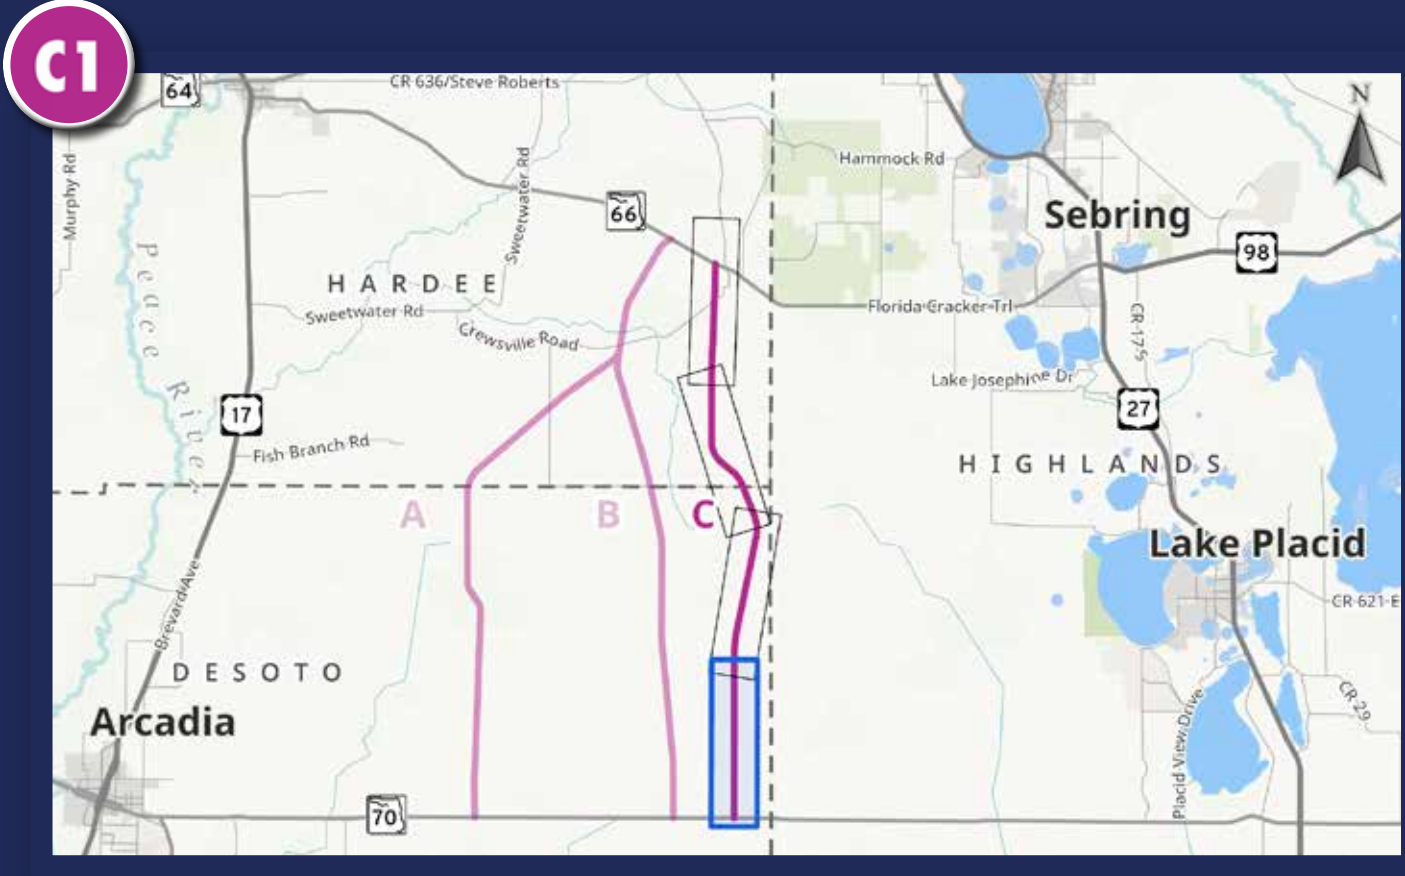 C1
64
CR 636/Steve Roberts
N
Murphy Rd
Sweetwater Rd
Hammock Rd
66
Sebring
98
Peace River
HARDEE
Sweetwater Rd
Crewsville Road
Florida Cracker Trl
CR-17 S
Lake Josephine Dr
17
27
Fish Branch Rd
HIGHLANDS
A
B
C
Lake Placid
Brevard Ave
CR 621 E
DESOTO
Arcadia
CR-29
Placid View Drive
70